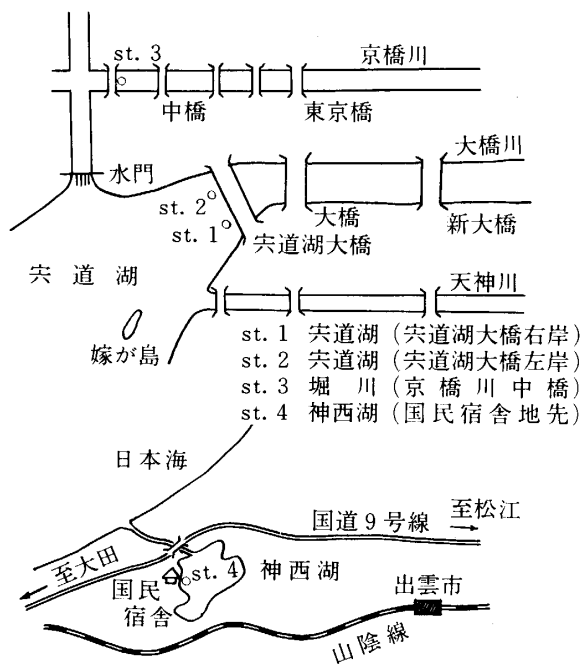 st. 3
京橋川
中橋
東京橋
大橋川
水門
st. 2
大橋
新大橋
st. 1
宍道湖大橋
宍道湖
天神川
嫁が島
st. 1 宍道湖(宍道湖大橋右岸)
st. 2 宍道湖(宍道湖大橋左岸)
st. 3 堀川(京橋川中橋)
st. 4 神西湖(国民宿舎地先)
日本海
国道9号線
至松江
至大田
st. 4
神西湖
国民
宿舎
出雲市
山陰線